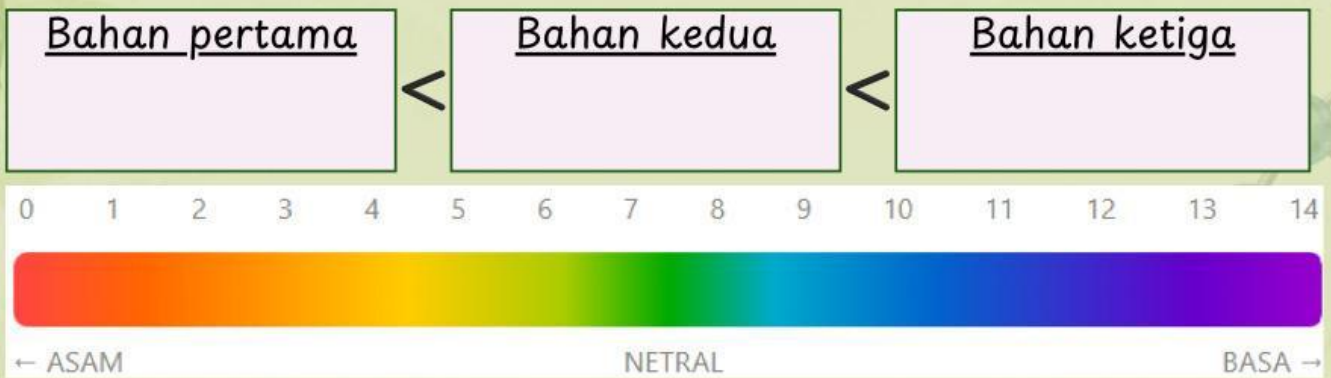 Bahan pertama < Bahan kedua < Bahan ketiga
0 1 2 3 4 5 6 7 8 9 10 11 12 13 14
← ASAM NETRAL BASA →